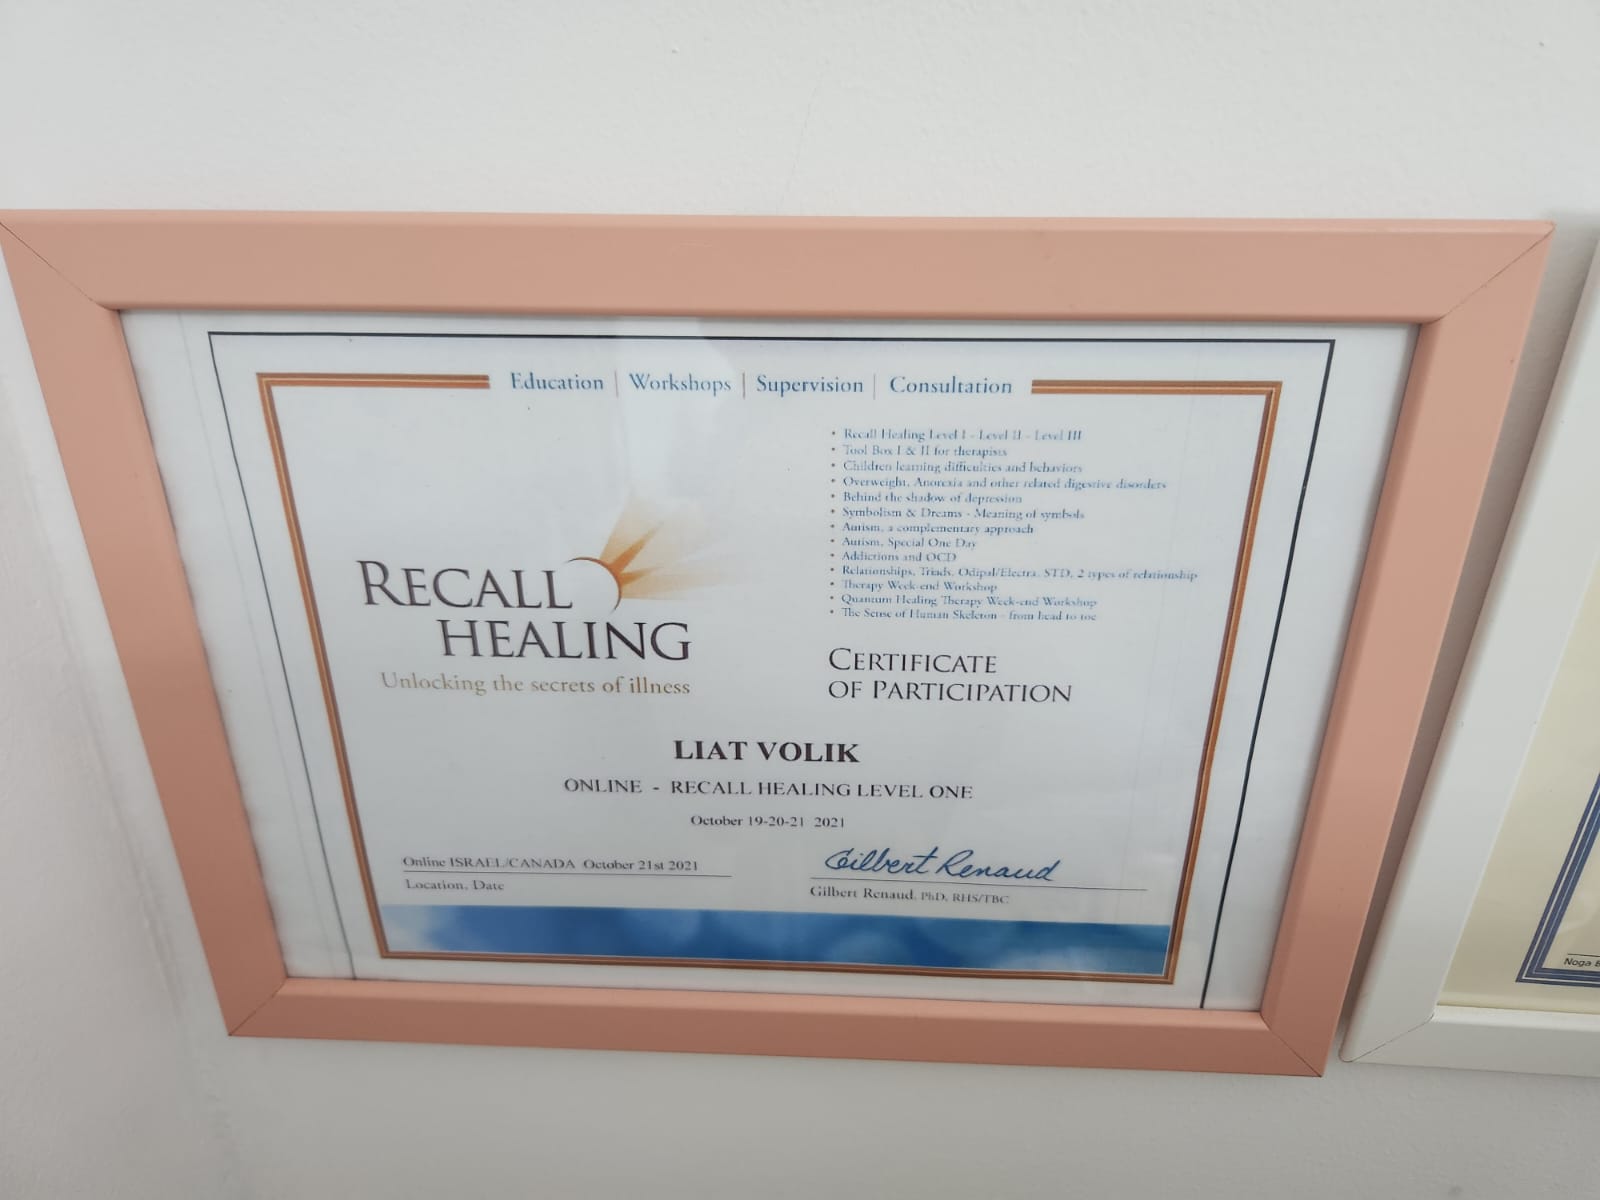 Education | Workshops | Supervision | Consultation
• Recall Healing Level I - Level II - Level III
• Tool Box I & II for therapists
• Children learning difficulties and behaviors
• Overweight, Anorexia and other related digestive disorders
• Behind the shadow of depression
• Symbolism & Dreams - Meaning of symbols
• Autism, a complementary approach
• Autism, Special One Day
• Addictions and OCD
• Relationships, Triads, Odipal/Electra, STD, 2 types of relationship
• Therapy Week-end Workshop
• Quantum Healing Therapy Week-end Workshop
• The Sense of Human Skeleton - from head to toe
RECALL
HEALING
Unlocking the secrets of illness
CERTIFICATE
OF PARTICIPATION
LIAT VOLIK
ONLINE - RECALL HEALING LEVEL ONE
October 19-20-21 2021
Online ISRAEL/CANADA October 21st 2021
Location, Date
Gilbert Renaud
Gilbert Renaud, PhD, RHS/TBC
Noga